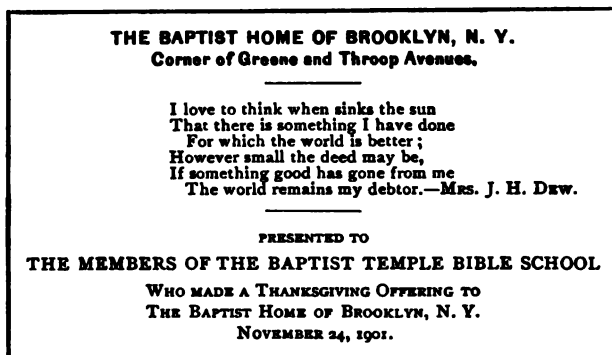 THE BAPTIST HOME OF BROOKLYN, N. Y.
Corner of Greene and Throop Avenues.
I love to think when sinks the sun
That there is something I have done
For which the world is better;
However small the deed may be,
If something good has gone from me
The world remains my debtor.—MRS. J. H. DEW.
PRESENTED TO
THE MEMBERS OF THE BAPTIST TEMPLE BIBLE SCHOOL
WHO MADE A THANKSGIVING OFFERING TO
THE BAPTIST HOME OF BROOKLYN, N. Y.
NOVEMBER 24, 1901.